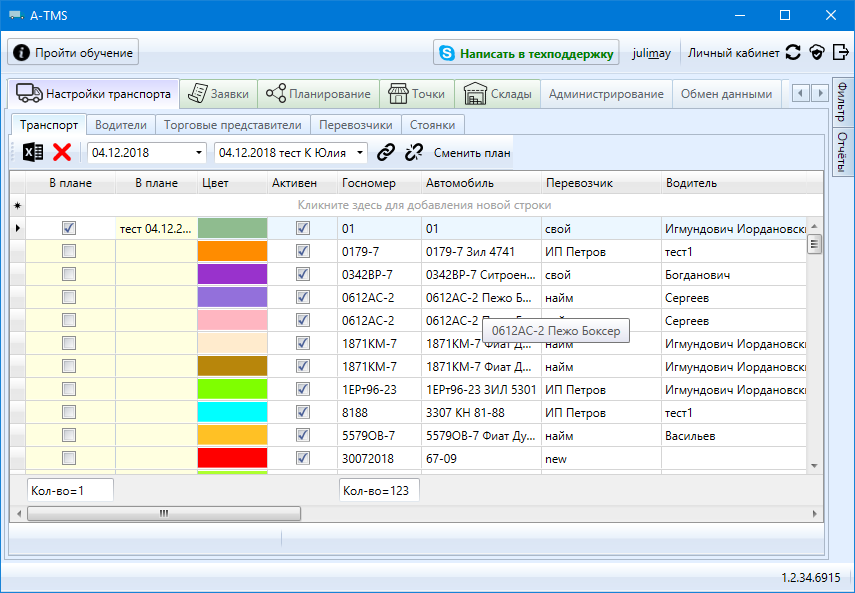 A-TMS
Пройти обучение
Написать в техподдержку
julimay
Личный кабинет
Настройки транспорта
Заявки
Планирование
Точки
Склады
Администрирование
Обмен данными
Фильтр
Отчёты
Транспорт
Водители
Торговые представители
Перевозчики
Стоянки
04.12.2018
04.12.2018 тест К Юлия
Сменить план
В плане В плане Цвет Активен Госномер Автомобиль Перевозчик Водитель
Кликните здесь для добавления новой строки
тест 04.12.2... 01 01 свой Игмундович Иордановски
0179-7 0179-7 Зил 4741 ИП Петров тест1
0342ВР-7 0342ВР-7 Ситроен... свой Богданович
0612АС-2 0612АС-2 Пежо Б... найм Сергеев
0612АС-2 0612АС-2 Сергеев
0612АС-2 Пежо Боксер
1871КМ-7 1871КМ-7 Фиат Д... найм Игмундович Иордановски
1871КМ-7 1871КМ-7 Фиат Д... найм Игмундович Иордановски
1ЕРт96-23 1ЕРт96-23 ЗИЛ 5301 ИП Петров Игмундович Иордановски
8188 3307 КН 81-88 ИП Петров тест1
5579ОВ-7 5579ОВ-7 Фиат Ду... найм Васильев
30072018 67-09 new
Кол-во=1
Кол-во=123
1.2.34.6915